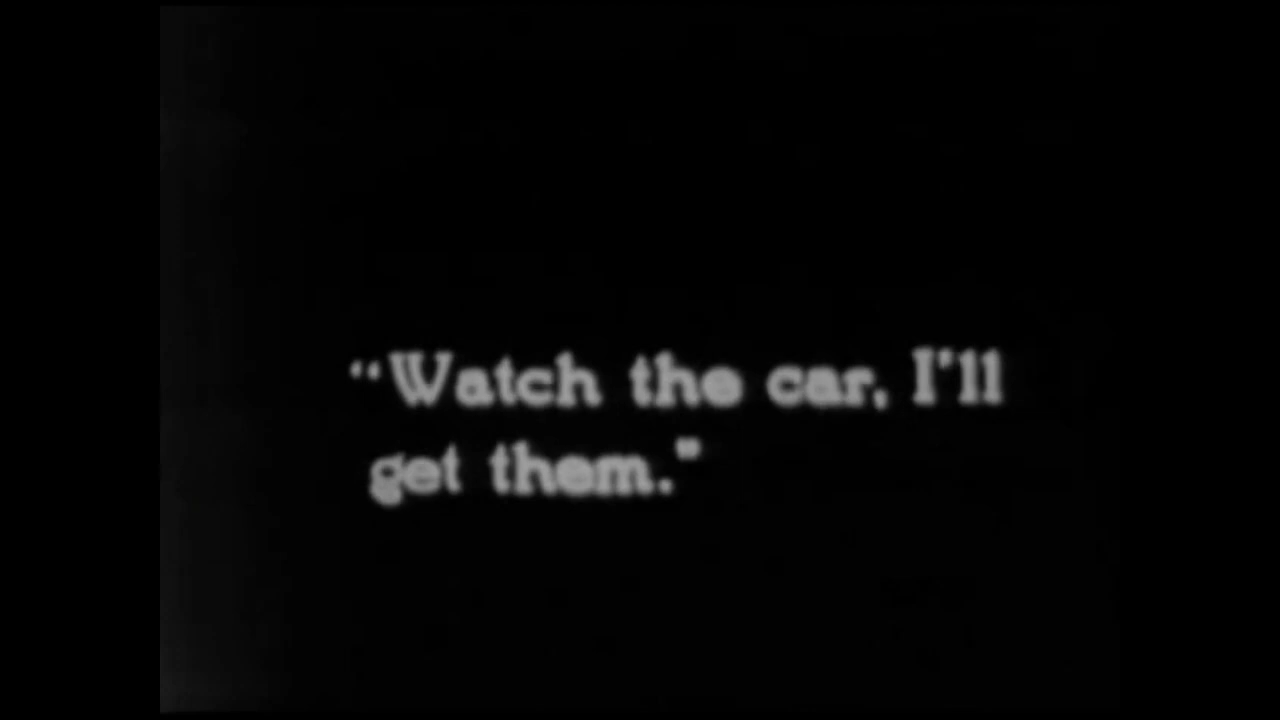 “Watch the car, I'll
get them.”